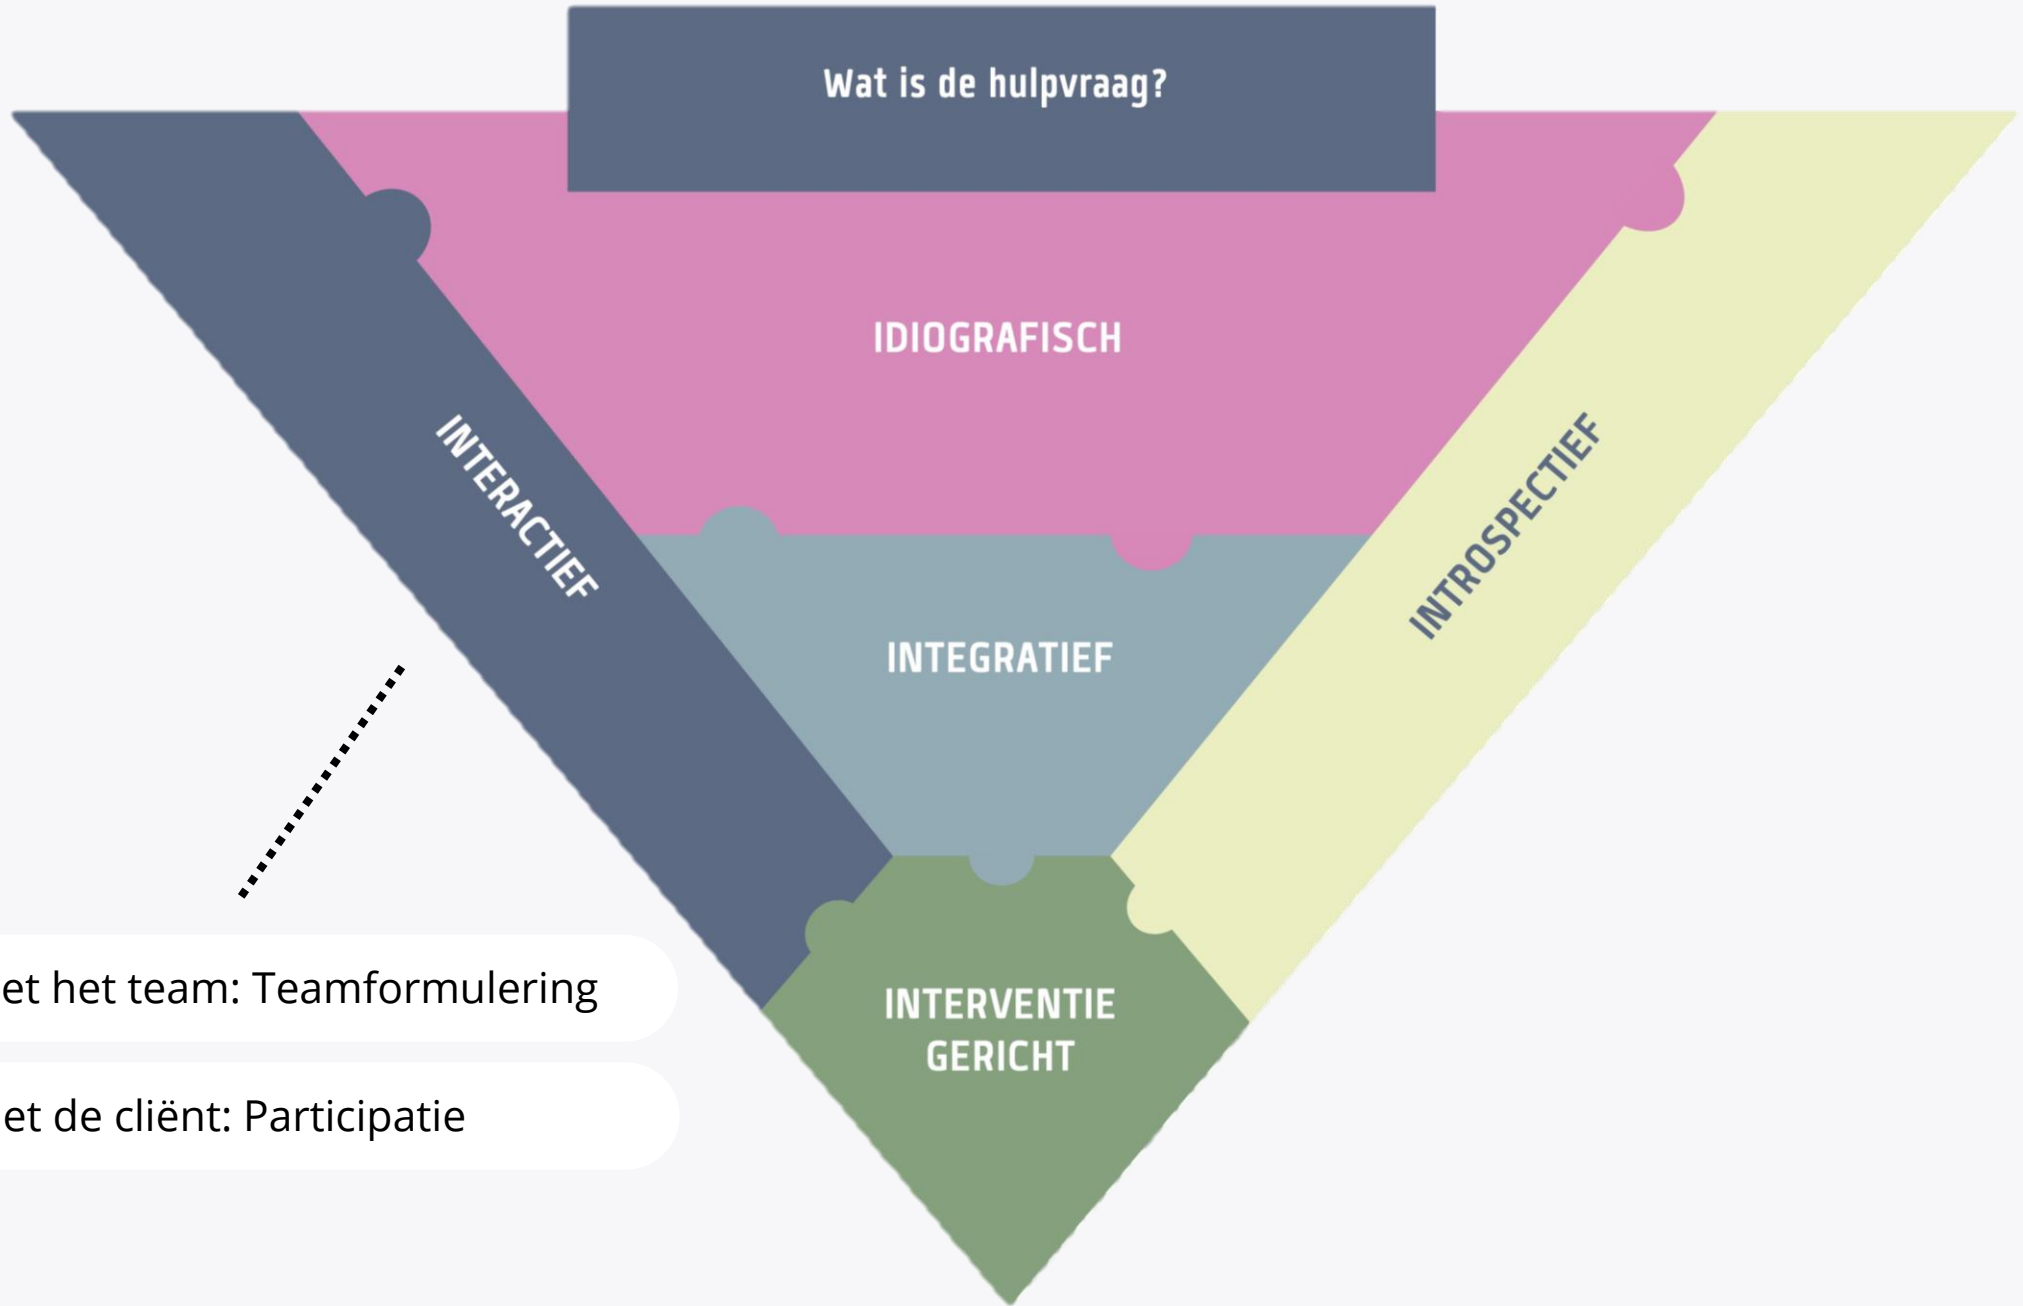 Wat is de hulpvraag?
IDIOGRAFISCH
INTERACTIEF
INTROSPECTIEF
INTEGRATIEF
et het team: Teamformulering
INTERVENTIE
GERICHT
et de cliënt: Participatie